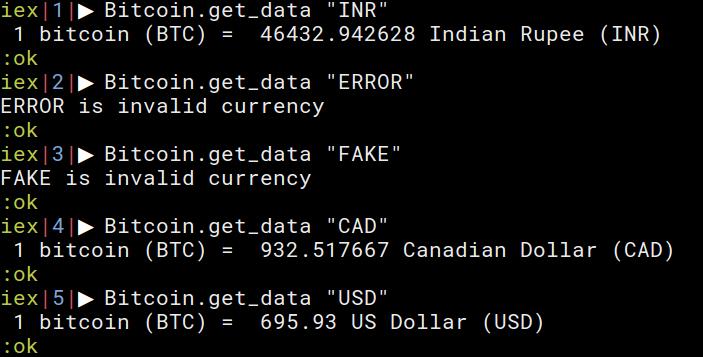 iex|1|▶ Bitcoin.get_data "INR"
 1 bitcoin (BTC) =  46432.942628 Indian Rupee (INR)
:ok
iex|2|▶ Bitcoin.get_data "ERROR"
ERROR is invalid currency
:ok
iex|3|▶ Bitcoin.get_data "FAKE"
FAKE is invalid currency
:ok
iex|4|▶ Bitcoin.get_data "CAD"
 1 bitcoin (BTC) =  932.517667 Canadian Dollar (CAD)
:ok
iex|5|▶ Bitcoin.get_data "USD"
 1 bitcoin (BTC) =  695.93 US Dollar (USD)
:ok